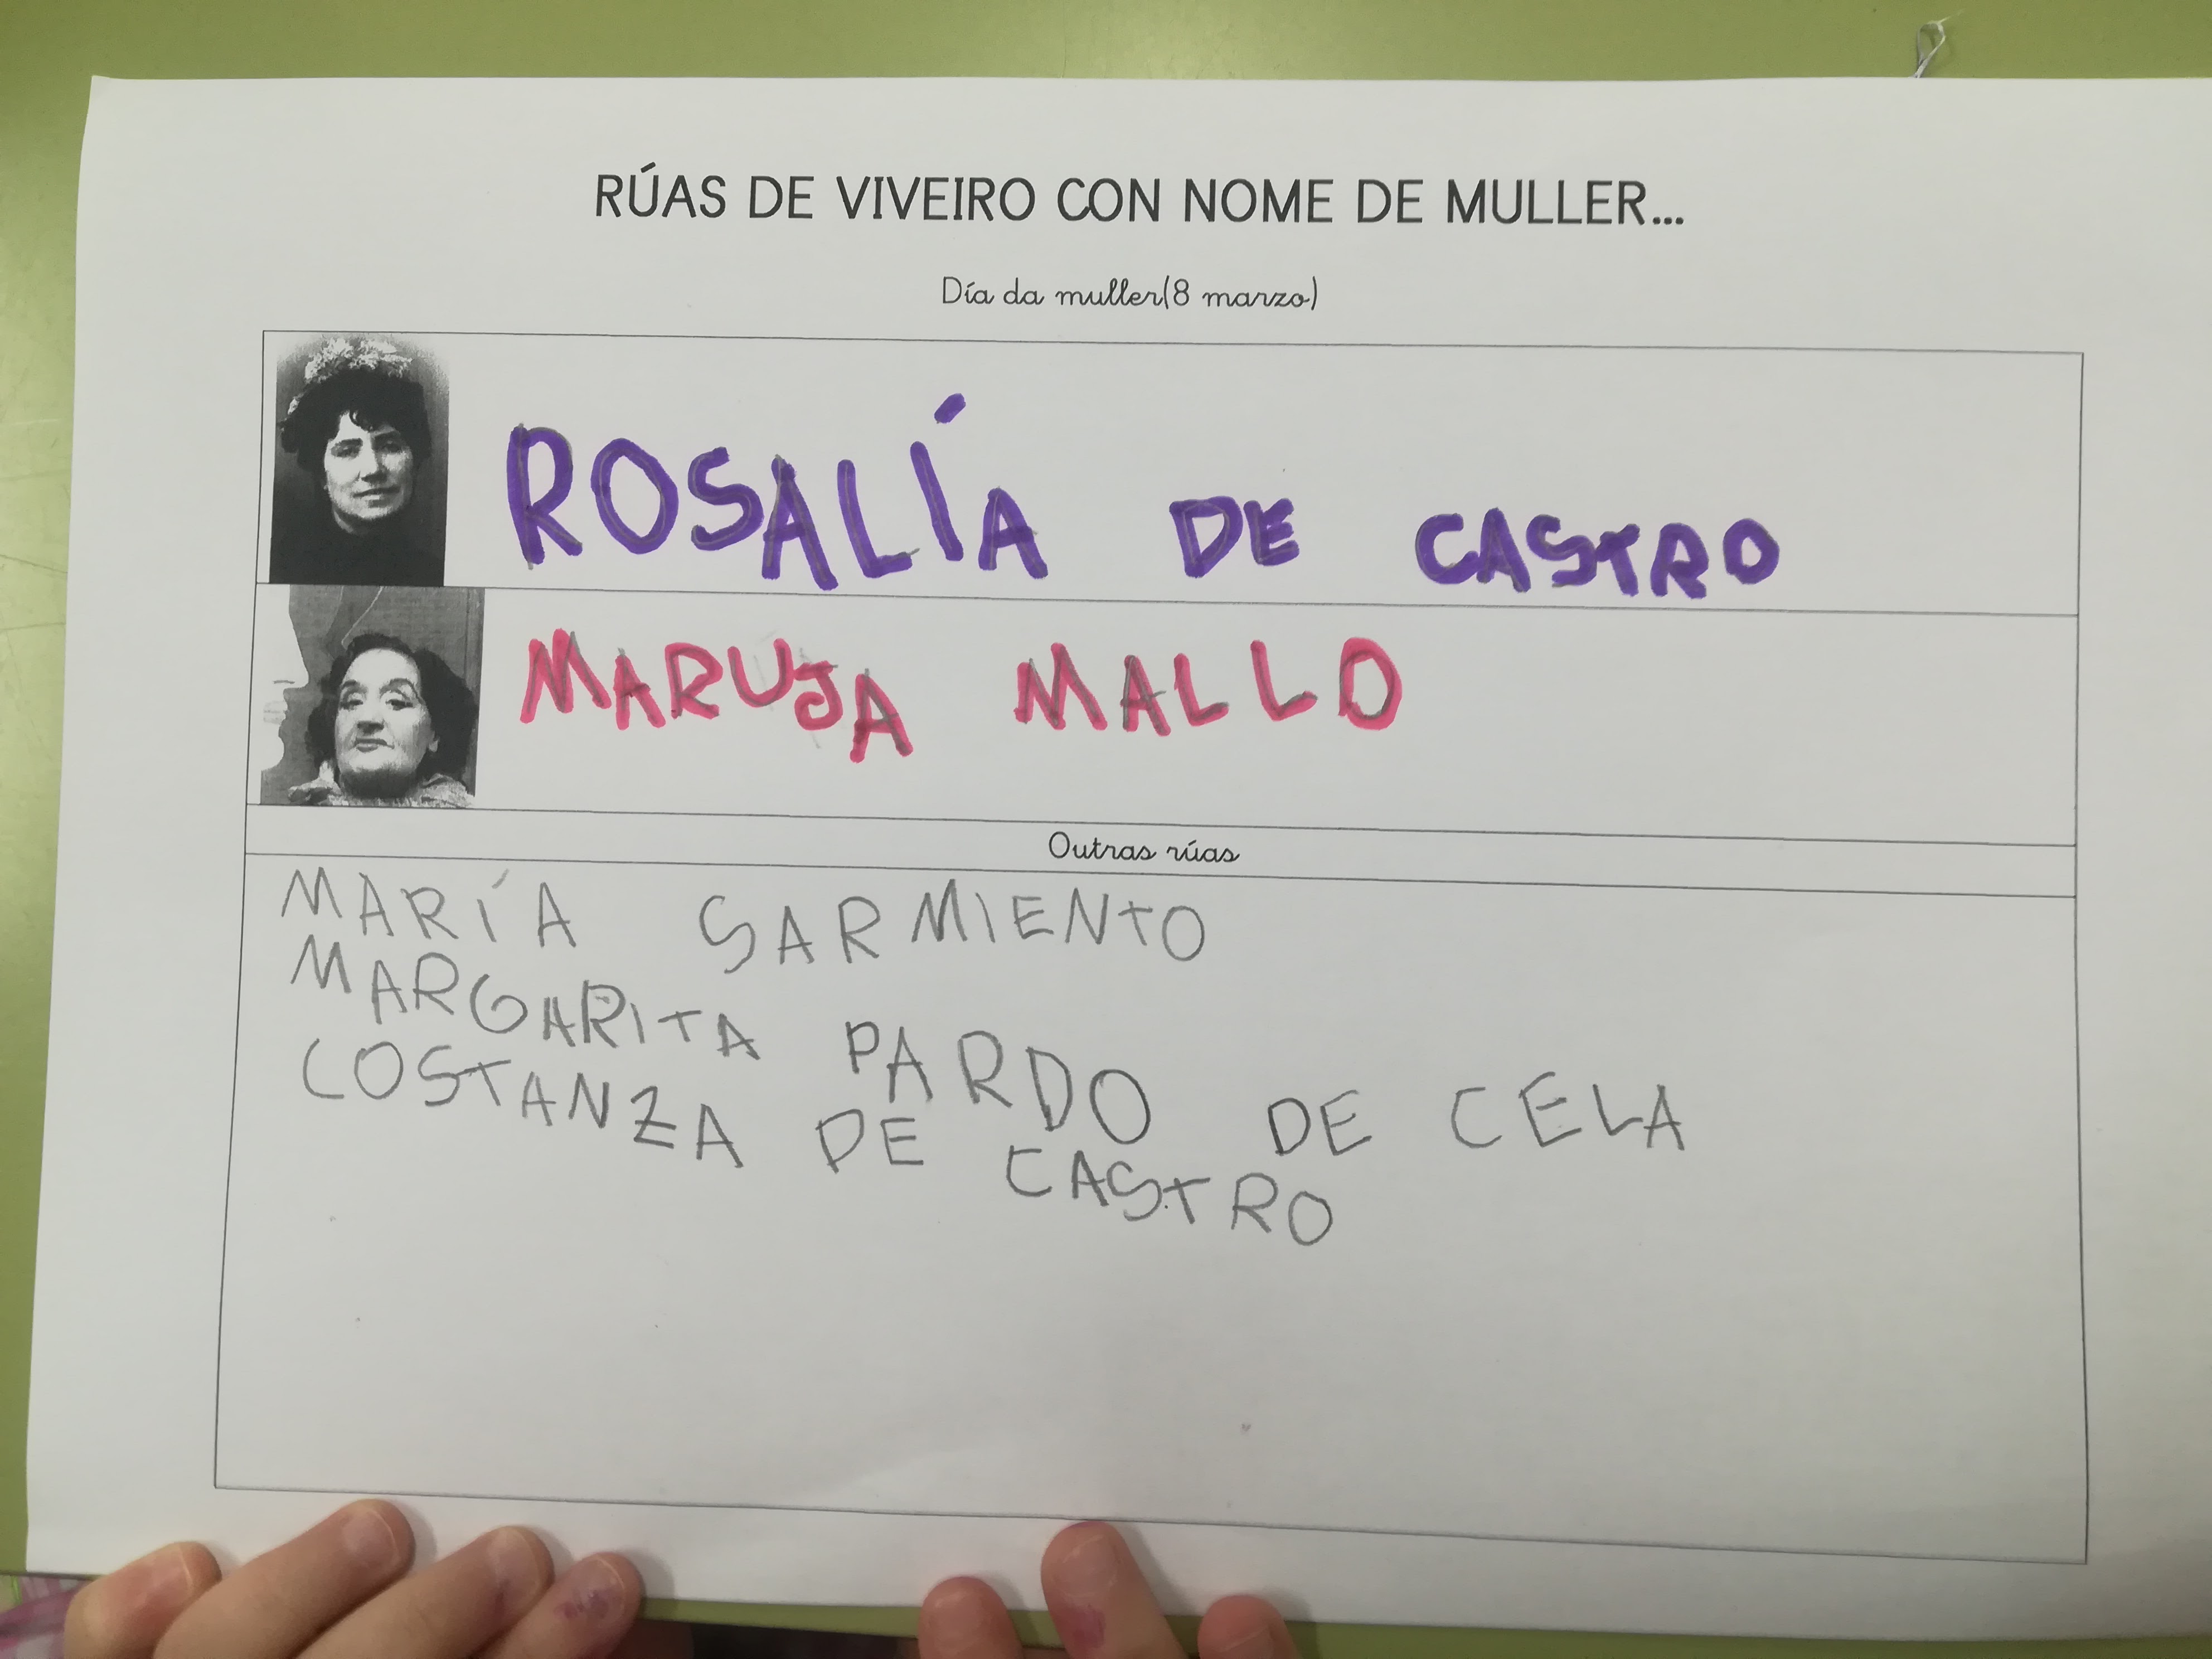 RÚAS DE VIVEIRO CON NOME DE MULLER...
Día da muller(8 marzo)
ROSALÍA DE CASTRO
MARUJA MALLO
Outras rúas
MARÍA SARMIENTO
MARGARITA PARDO DE CELA
COSTANZA DE CASTRO